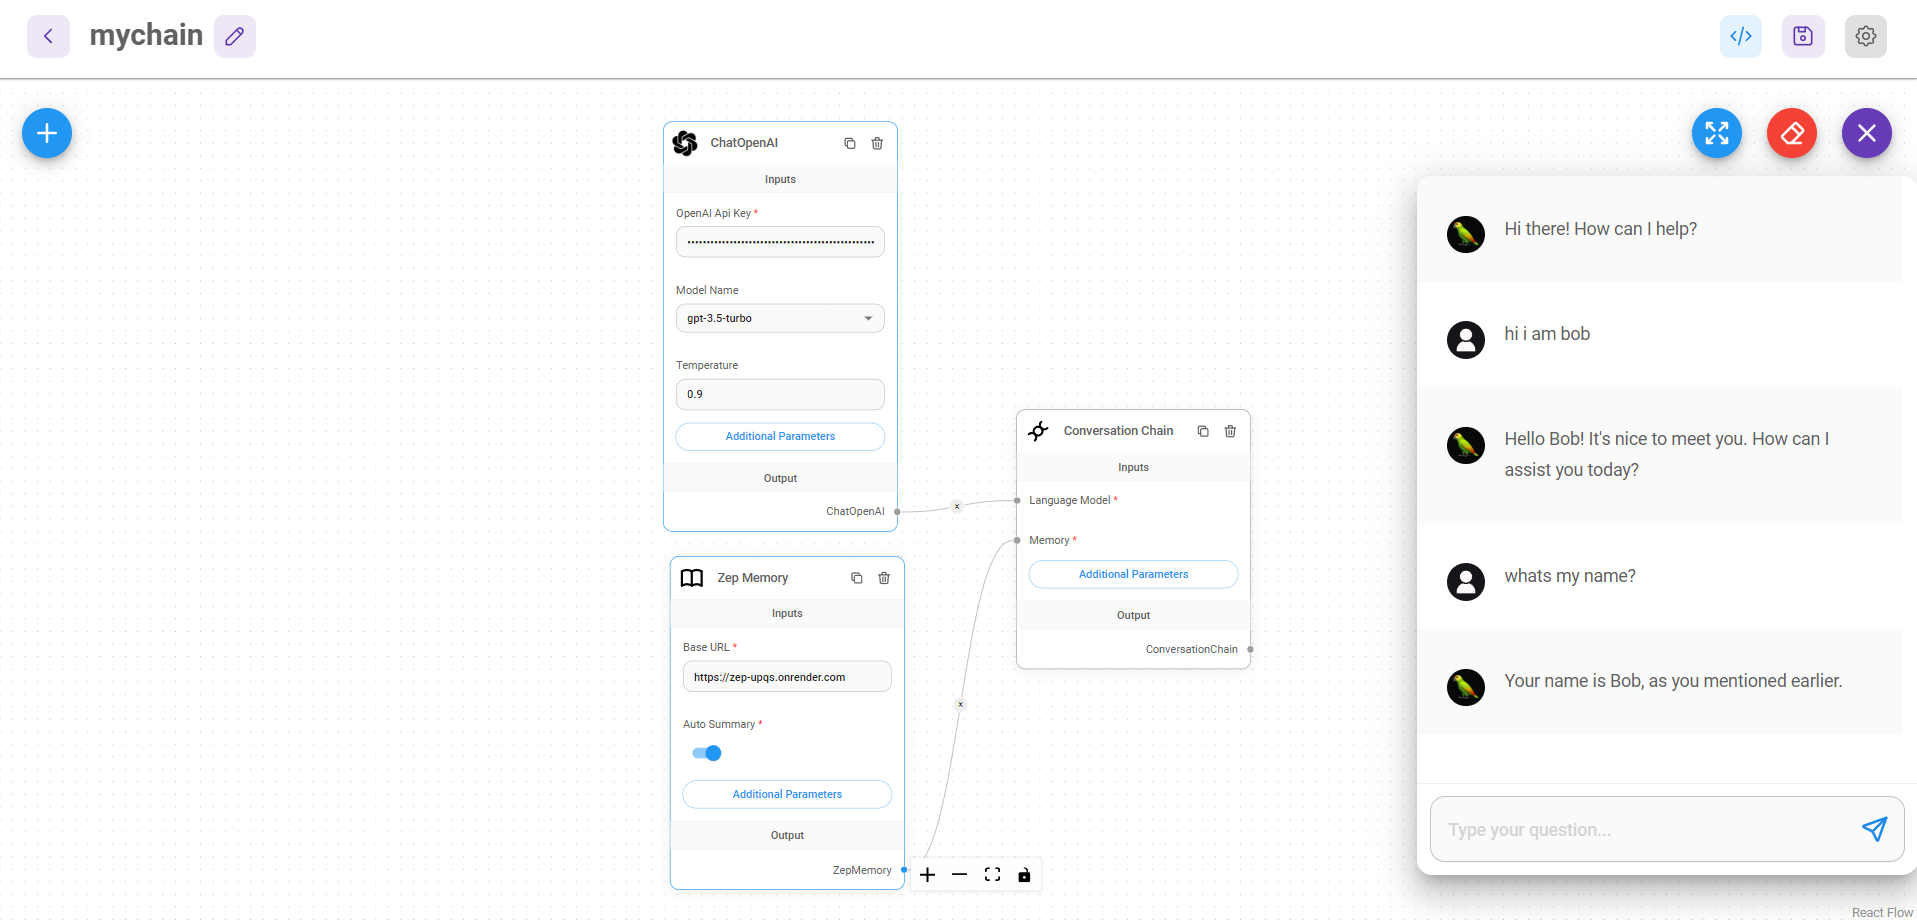 mychain
ChatOpenAI
Inputs
OpenAI Api Key *
••••••••••••••••••••••••••••••••••••••••••••••••••
Model Name
gpt-3.5-turbo
Temperature
0.9
Additional Parameters
Output
ChatOpenAI
Zep Memory
Inputs
Base URL *
https://zep-upqs.onrender.com
Auto Summary *
Additional Parameters
Output
ZepMemory
x
x
Conversation Chain
Inputs
Language Model *
Memory *
Additional Parameters
Output
ConversationChain
Hi there! How can I help?
hi i am bob
Hello Bob! It's nice to meet you. How can I
assist you today?
whats my name?
Your name is Bob, as you mentioned earlier.
Type your question...
React Flow